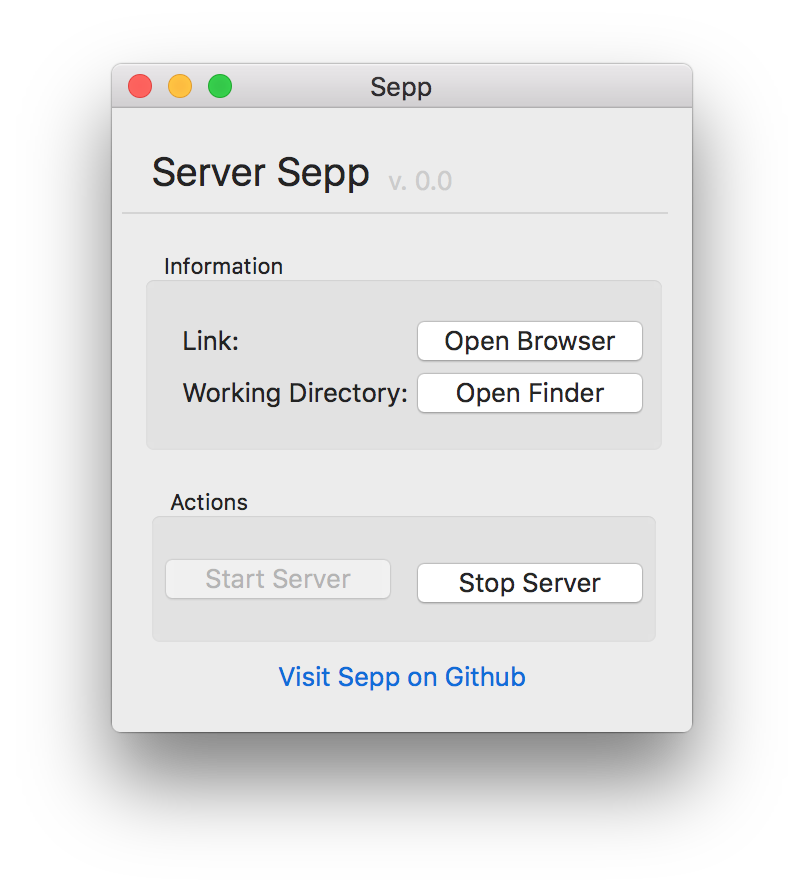 Sepp
Server Sepp v. 0.0
Information
Link: Open Browser
Working Directory: Open Finder
Actions
Start Server Stop Server
Visit Sepp on Github